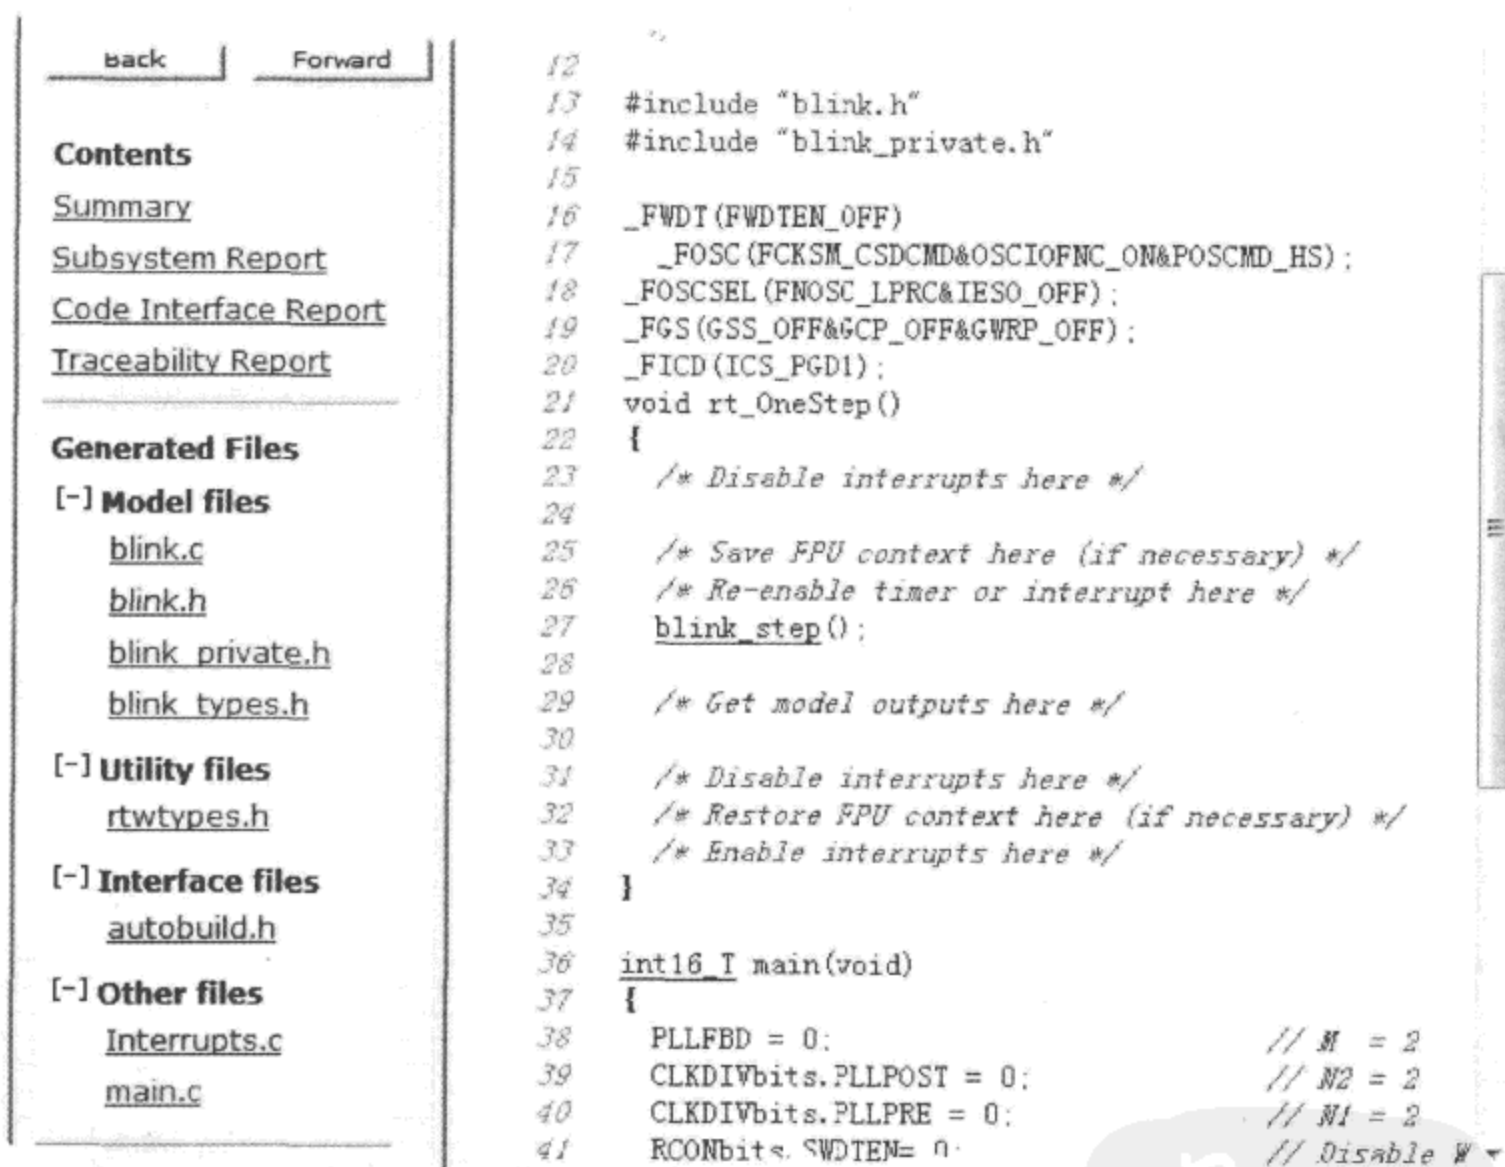 Back Forward
Contents
Summary
Subsystem Report
Code Interface Report
Traceability Report
Generated Files
[-] Model files
blink.c
blink.h
blink_private.h
blink_types.h
[-] Utility files
rtwtypes.h
[-] Interface files
autobuild.h
[-] Other files
Interrupts.c
main.c
12
13 #include "blink.h"
14 #include "blink_private.h"
15
16 _FWDT(FWDTEN_OFF)
17 _FOSC(FCKSM_CSDCMD&OSCIOFNC_ON&POSCMD_HS);
18 _FOSCSEL(FNOSC_LPRC&IESO_OFF);
19 _FGS(GSS_OFF&GCP_OFF&GWRP_OFF);
20 _FICD(ICS_PGD1);
21 void rt_OneStep()
22 {
23 /* Disable interrupts here */
24
25 /* Save FPU context here (if necessary) */
26 /* Re-enable timer or interrupt here */
27 blink_step();
28
29 /* Get model outputs here */
30
31 /* Disable interrupts here */
32 /* Restore FPU context here (if necessary) */
33 /* Enable interrupts here */
34 }
35
36 int16_T main(void)
37 {
38 PLLFBD = 0; // M = 2
39 CLKDIVbits.PLLPOST = 0; // N2 = 2
40 CLKDIVbits.PLLPRE = 0; // N1 = 2
41 RCONbits.SWDTEN= 0; // Disable W